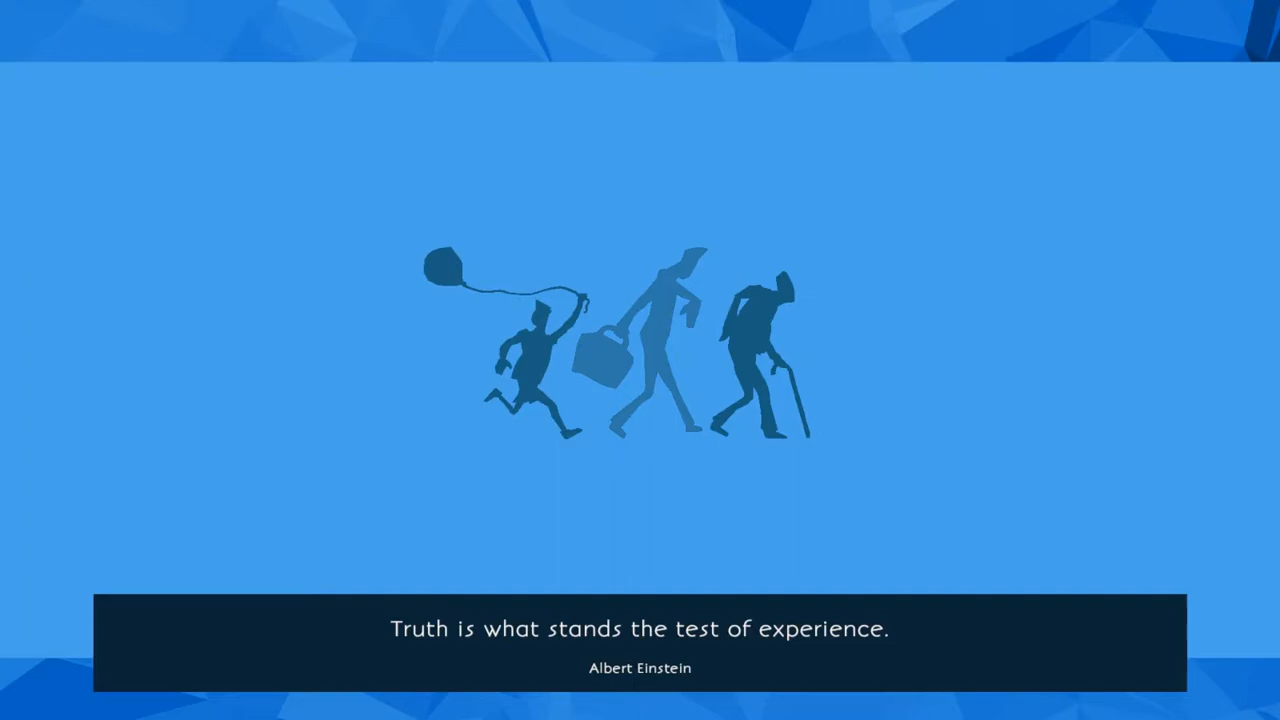 Truth is what stands the test of experience.
Albert Einstein